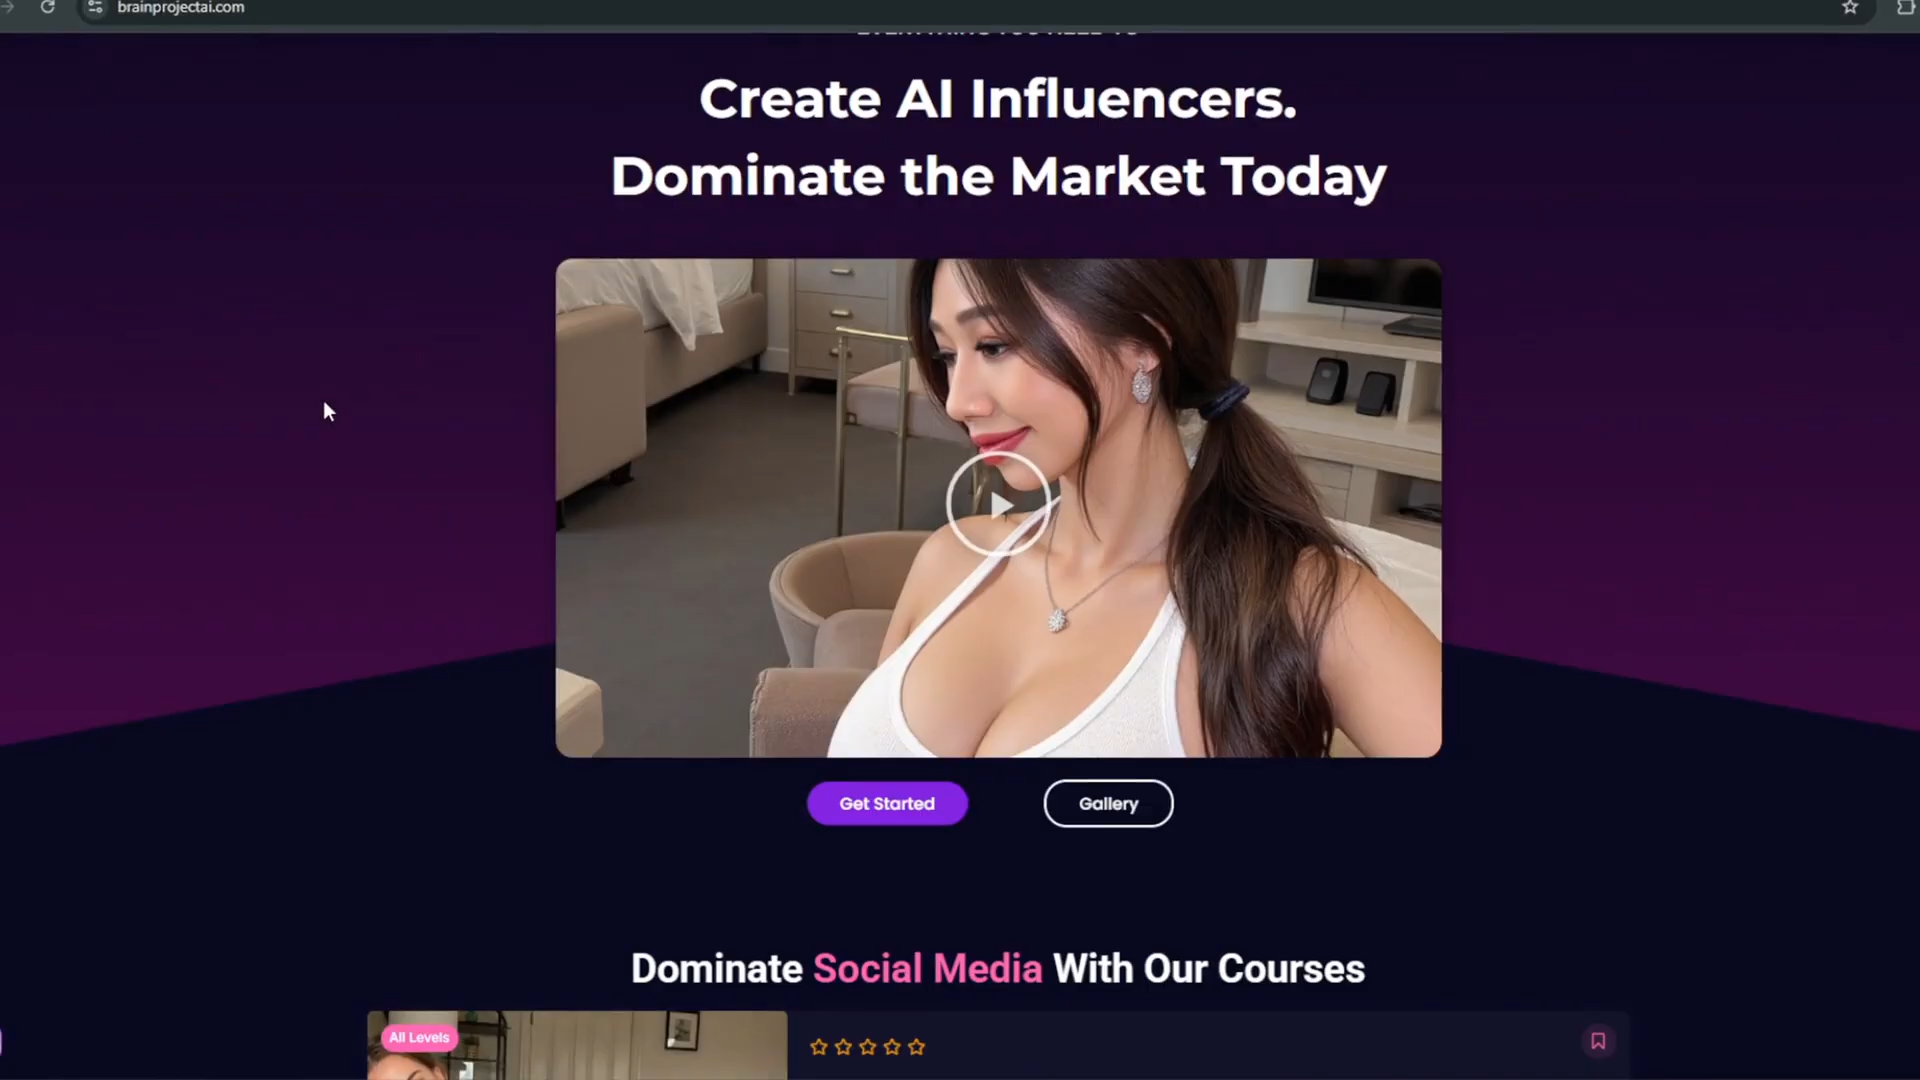 brainprojectai.com
Create AI Influencers.
Dominate the Market Today
Get Started
Gallery
Dominate Social Media With Our Courses
All Levels